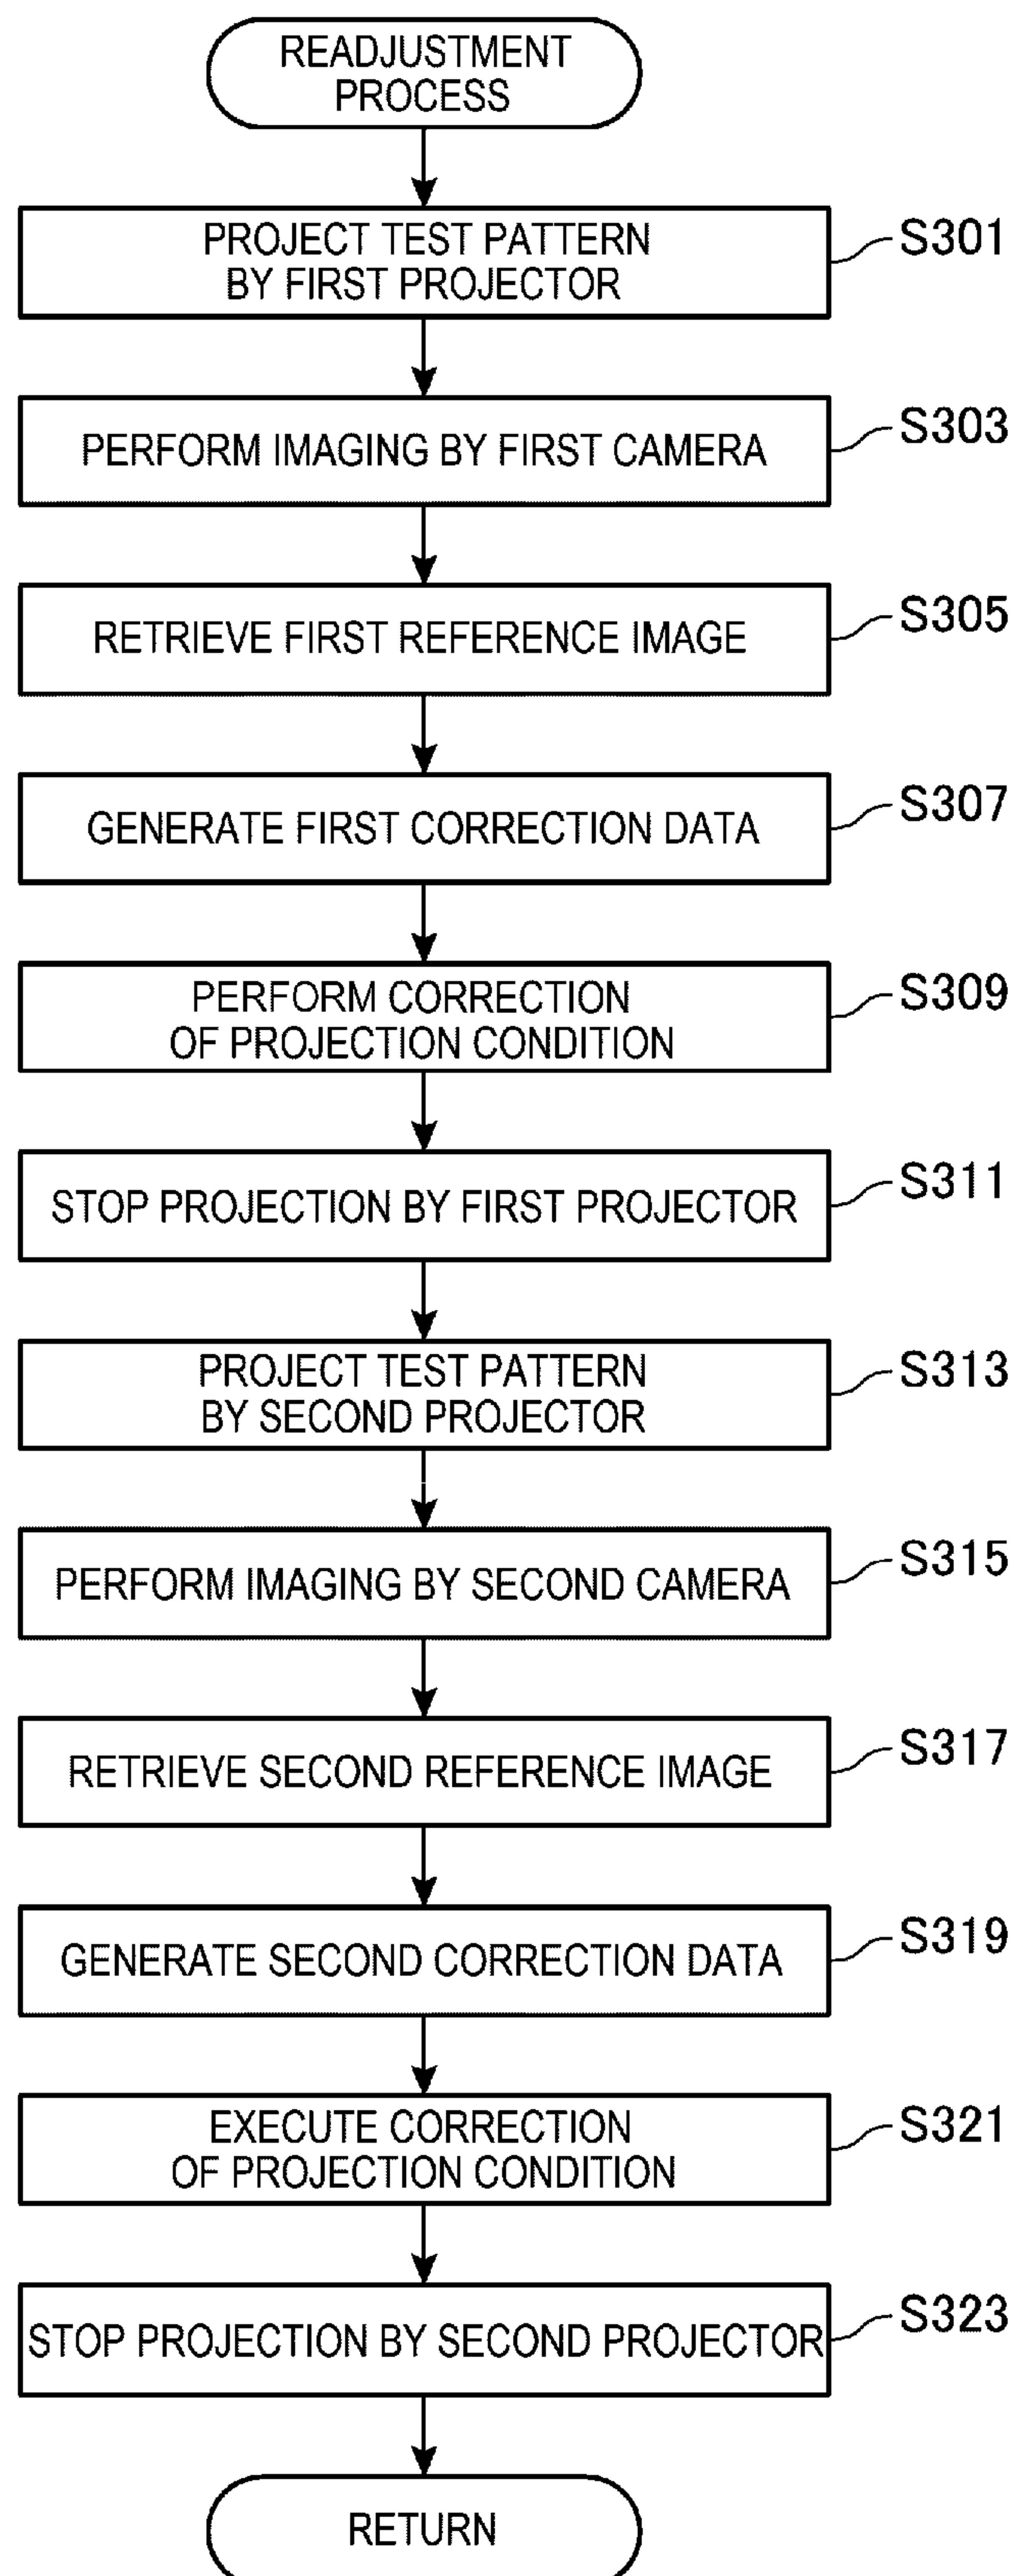 READJUSTMENT
PROCESS
PROJECT TEST PATTERN
BY FIRST PROJECTOR
S301
PERFORM IMAGING BY FIRST CAMERA
S303
RETRIEVE FIRST REFERENCE IMAGE
S305
GENERATE FIRST CORRECTION DATA
S307
PERFORM CORRECTION
OF PROJECTION CONDITION
S309
STOP PROJECTION BY FIRST PROJECTOR
S311
PROJECT TEST PATTERN
BY SECOND PROJECTOR
S313
PERFORM IMAGING BY SECOND CAMERA
S315
RETRIEVE SECOND REFERENCE IMAGE
S317
GENERATE SECOND CORRECTION DATA
S319
EXECUTE CORRECTION
OF PROJECTION CONDITION
S321
STOP PROJECTION BY SECOND PROJECTOR
S323
RETURN